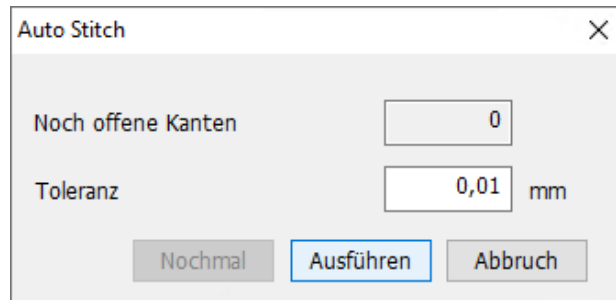 Auto Stitch
Noch offene Kanten 0
Toleranz 0,01 mm
Nochmal Ausführen Abbruch